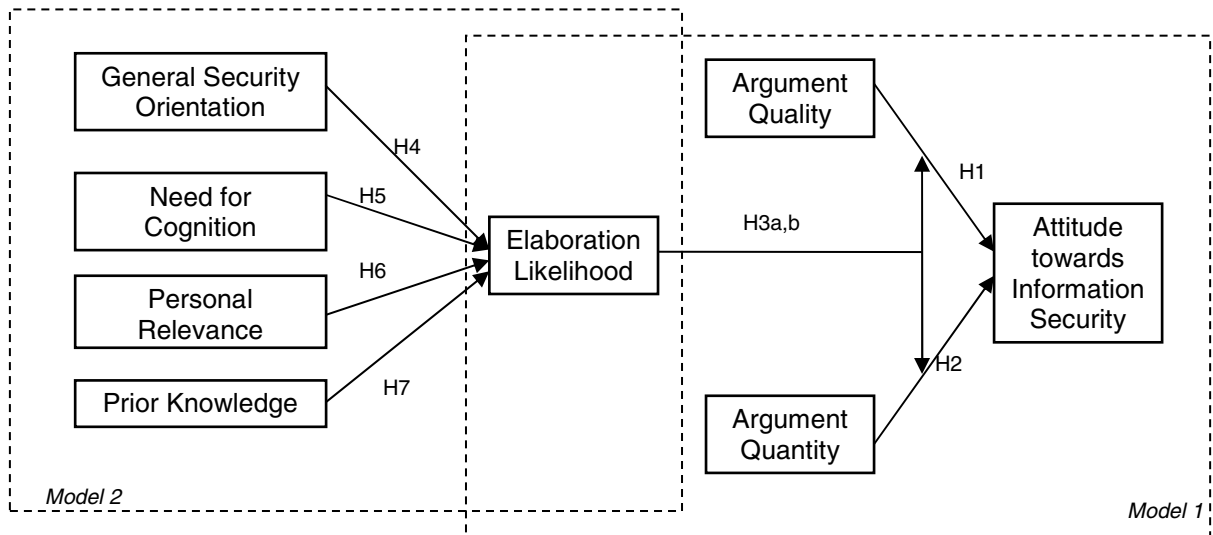 General Security
Orientation
Need for
Cognition
Personal
Relevance
Prior Knowledge
H4
H5
H6
H7
Elaboration
Likelihood
H3a,b
Argument
Quality
H1
Attitude
towards
Information
Security
H2
Argument
Quantity
Model 2
Model 1